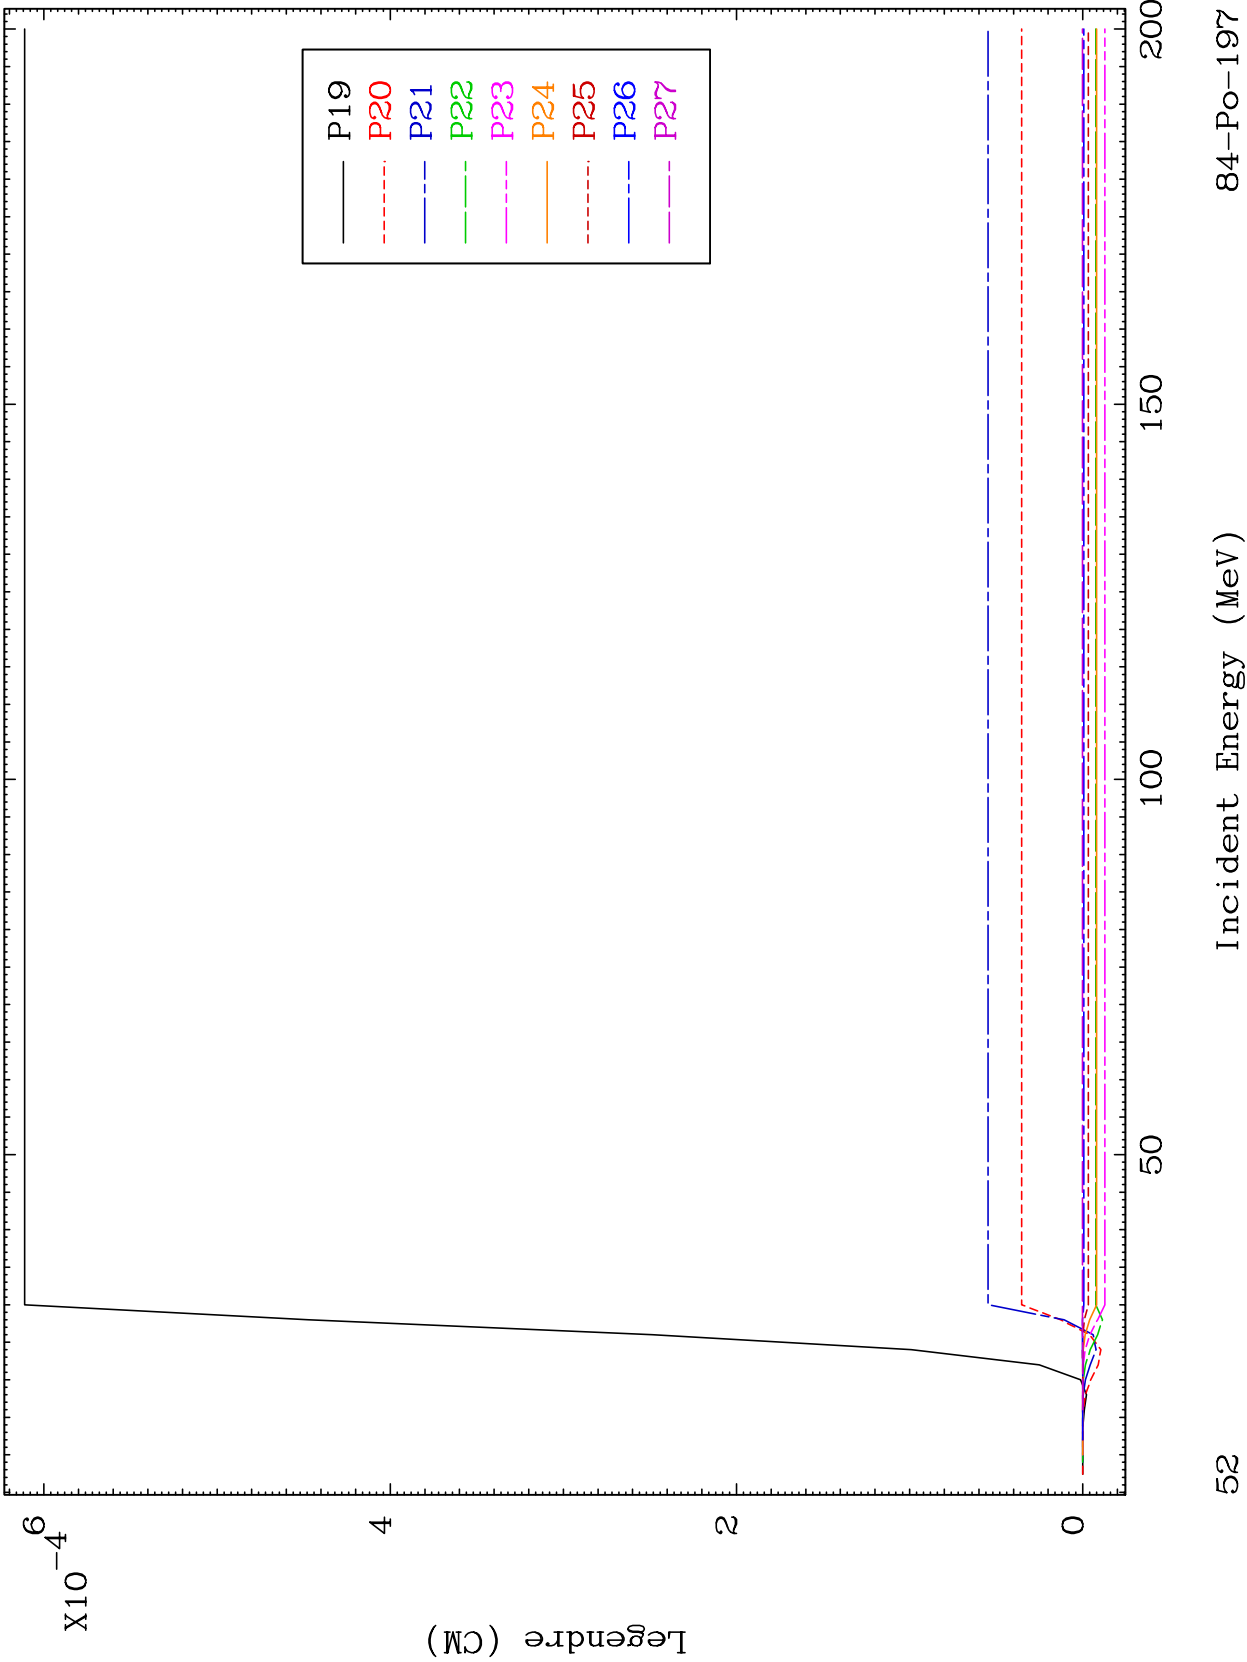 6
X10
-4
4
2
0
Legendre (CM)
P19
P20
P21
P22
P23
P24
P25
P26
P27
50
100
150
200
Incident Energy (MeV)
52
84-Po-197